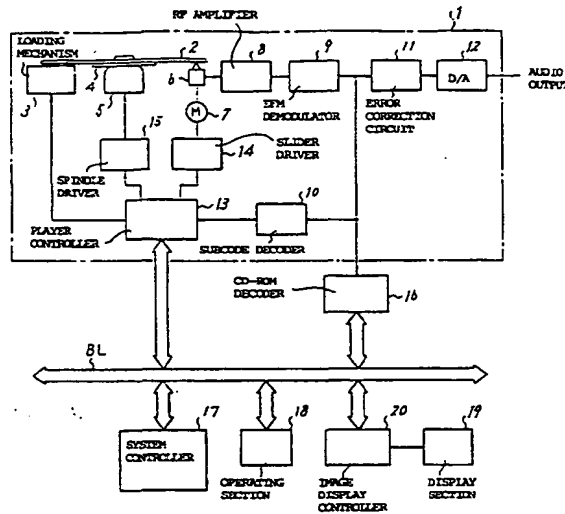 RF AMPLIFIER
1
LOADING
MECHANISM
2
8
9
11
12
4
6
D/A
AUDIO
OUTPUT
3
5
7
M
EFM
DEMODULATOR
ERROR
CORRECTION
CIRCUIT
15
SLIDER
DRIVER
14
SPINDLE
DRIVER
13
10
PLAYER
CONTROLLER
SUBCODE DECODER
CD-ROM
DECODER
16
BL
17
18
20
19
SYSTEM
CONTROLLER
OPERATING
SECTION
IMAGE
DISPLAY
CONTROLLER
DISPLAY
SECTION